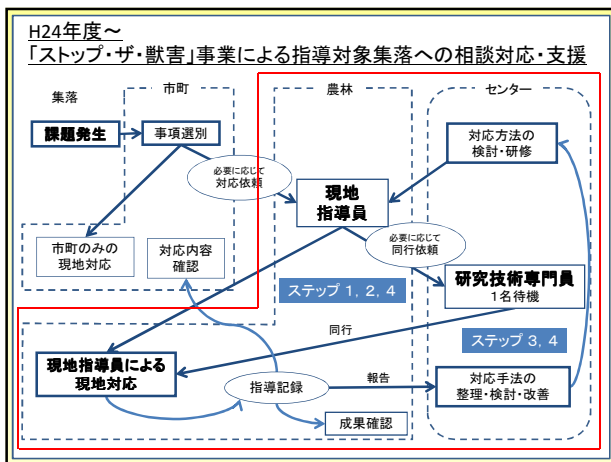 H24年度～
「ストップ・ザ・獣害」事業による指導対象集落への相談対応・支援
集落
市町
農林
センター
課題発生
事項選別
対応方法の
検討・研修
必要に応じて
対応依頼
現地
指導員
市町のみの
現地対応
対応内容
確認
必要に応じて
同行依頼
研究技術専門員
1名待機
ステップ 1, 2, 4
同行
ステップ 3, 4
現地指導員による
現地対応
指導記録
報告
対応手法の
整理・検討・改善
成果確認